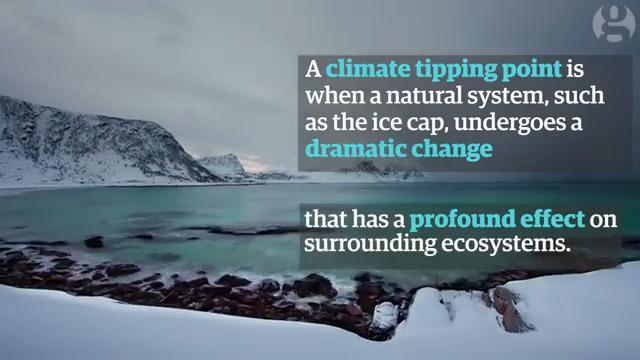 A climate tipping point is
when a natural system, such
as the ice cap, undergoes a
dramatic change
that has a profound effect on
surrounding ecosystems.